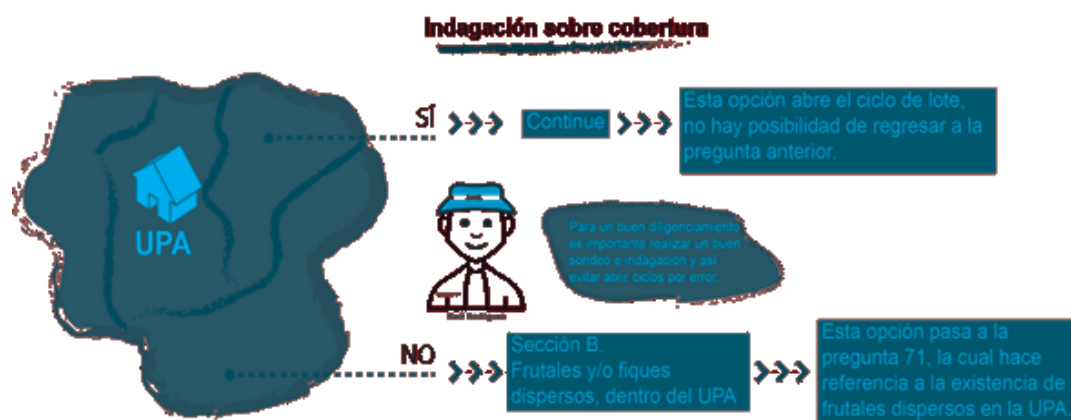 Indagación sobre cobertura
SÍ
Continue
Esta opción abre el ciclo de lote,
no hay posibilidad de regresar a la
pregunta anterior.
UPA
Para un buen diligenciamiento
es importante realizar un buen
sondeo e indagación y así
evitar abrir ciclos por error.
Raúl Rodríguez
NO
Sección B.
Frutales y/o fiques
dispersos, dentro del UPA
Esta opción pasa a la
pregunta 71, la cual hace
referencia a la existencia de
frutales dispersos en la UPA.